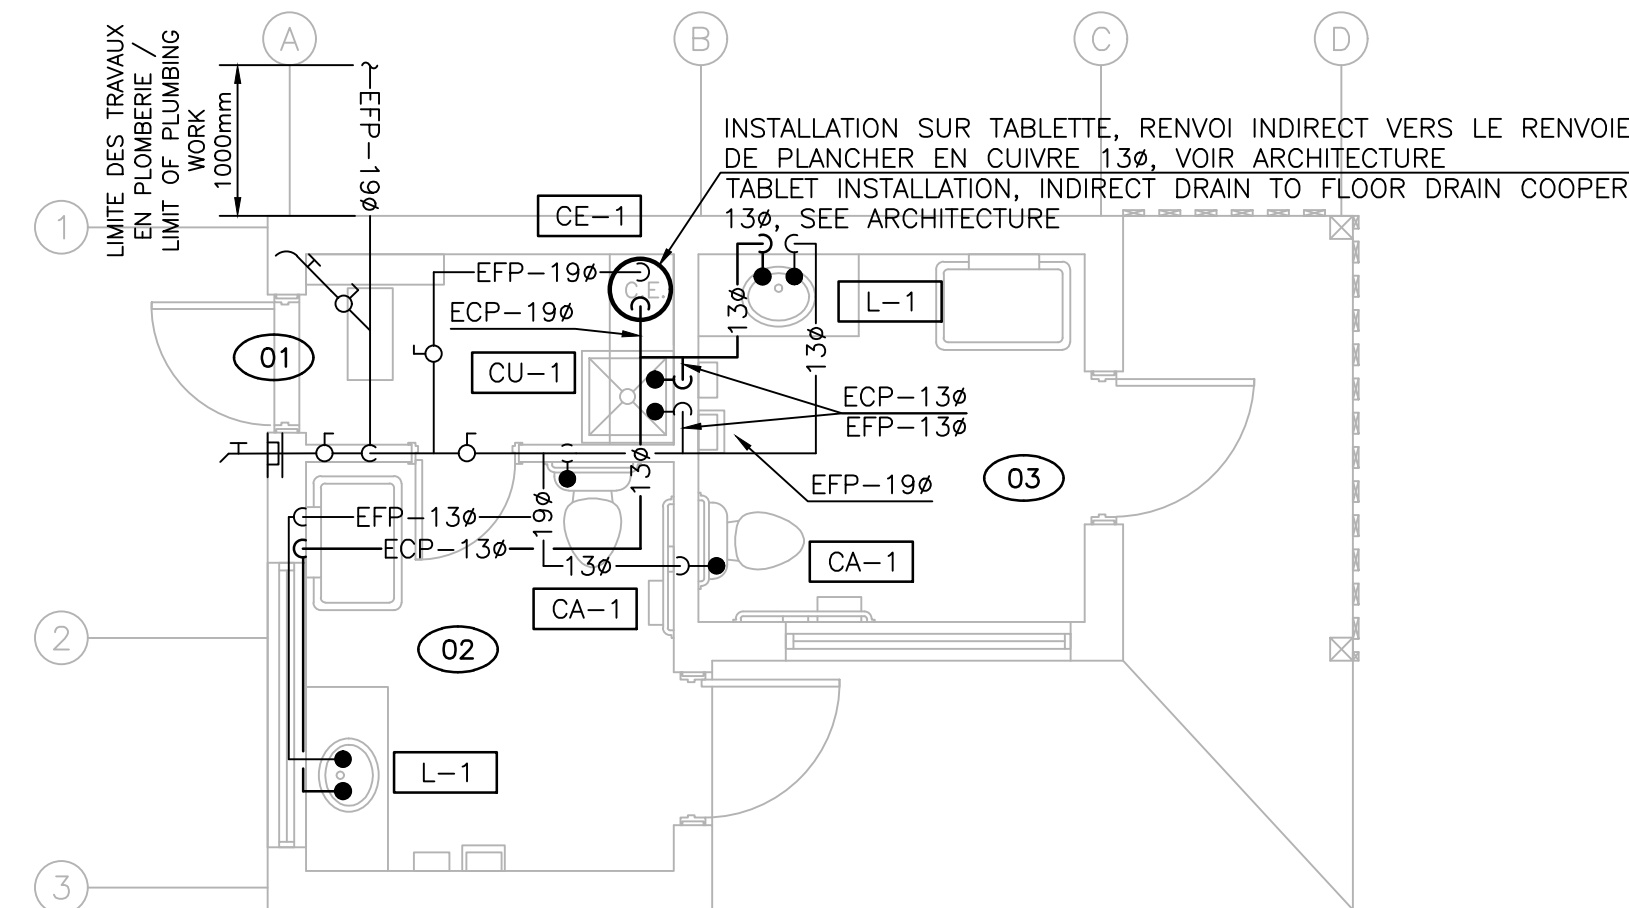 A
B
C
D
LIMITE DES TRAVAUX
EN PLOMBERIE /
LIMIT OF PLUMBING
WORK
1000mm
EFP-19ø
INSTALLATION SUR TABLETTE, RENVOI INDIRECT VERS LE RENVOIE
DE PLANCHER EN CUIVRE 13ø, VOIR ARCHITECTURE
TABLET INSTALLATION, INDIRECT DRAIN TO FLOOR DRAIN COOPER
13ø, SEE ARCHITECTURE
1
CE-1
EFP-19ø
C.E.
ECP-19ø
13ø
L-1
13ø
01
CU-1
ECP-13ø
EFP-13ø
13ø
EFP-19ø
03
EFP-13ø
19ø
ECP-13ø
13ø
CA-1
CA-1
2
02
L-1
3